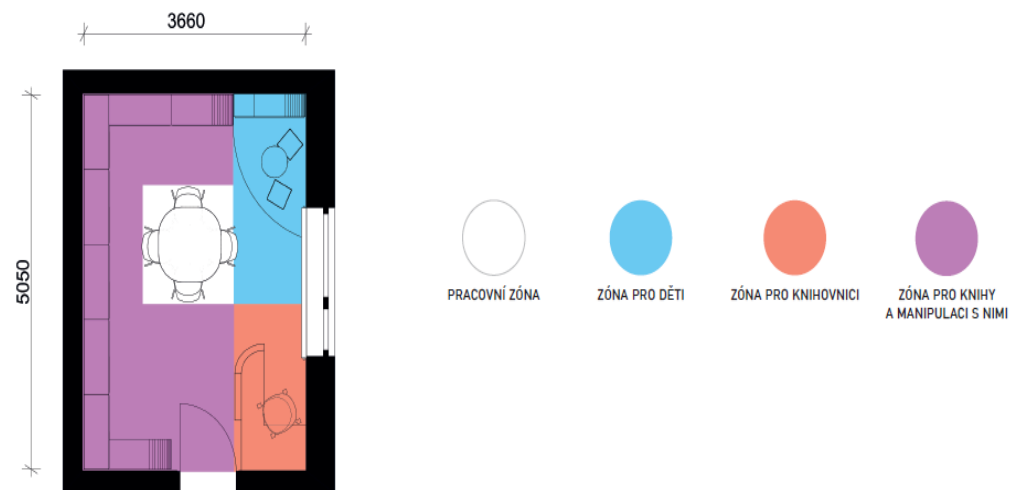 3660
5050
PRACOVNÍ ZÓNA
ZÓNA PRO DĚTI
ZÓNA PRO KNIHOVNICI
ZÓNA PRO KNIHY
A MANIPULACI S NIMI